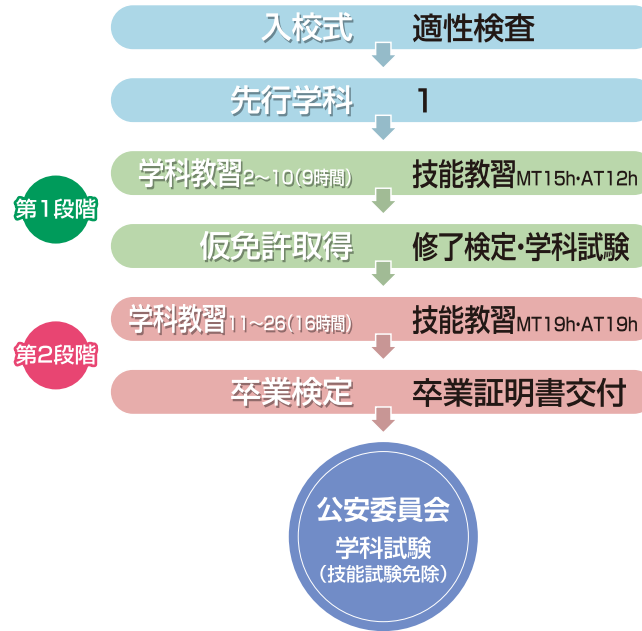 入校式 適性検査
先行学科 1
学科教習2〜10(9時間) 技能教習MT15h・AT12h
第1段階
仮免許取得 修了検定・学科試験
学科教習11〜26(16時間) 技能教習MT19h・AT19h
第2段階
卒業検定 卒業証明書交付
公安委員会
学科試験
(技能試験免除)